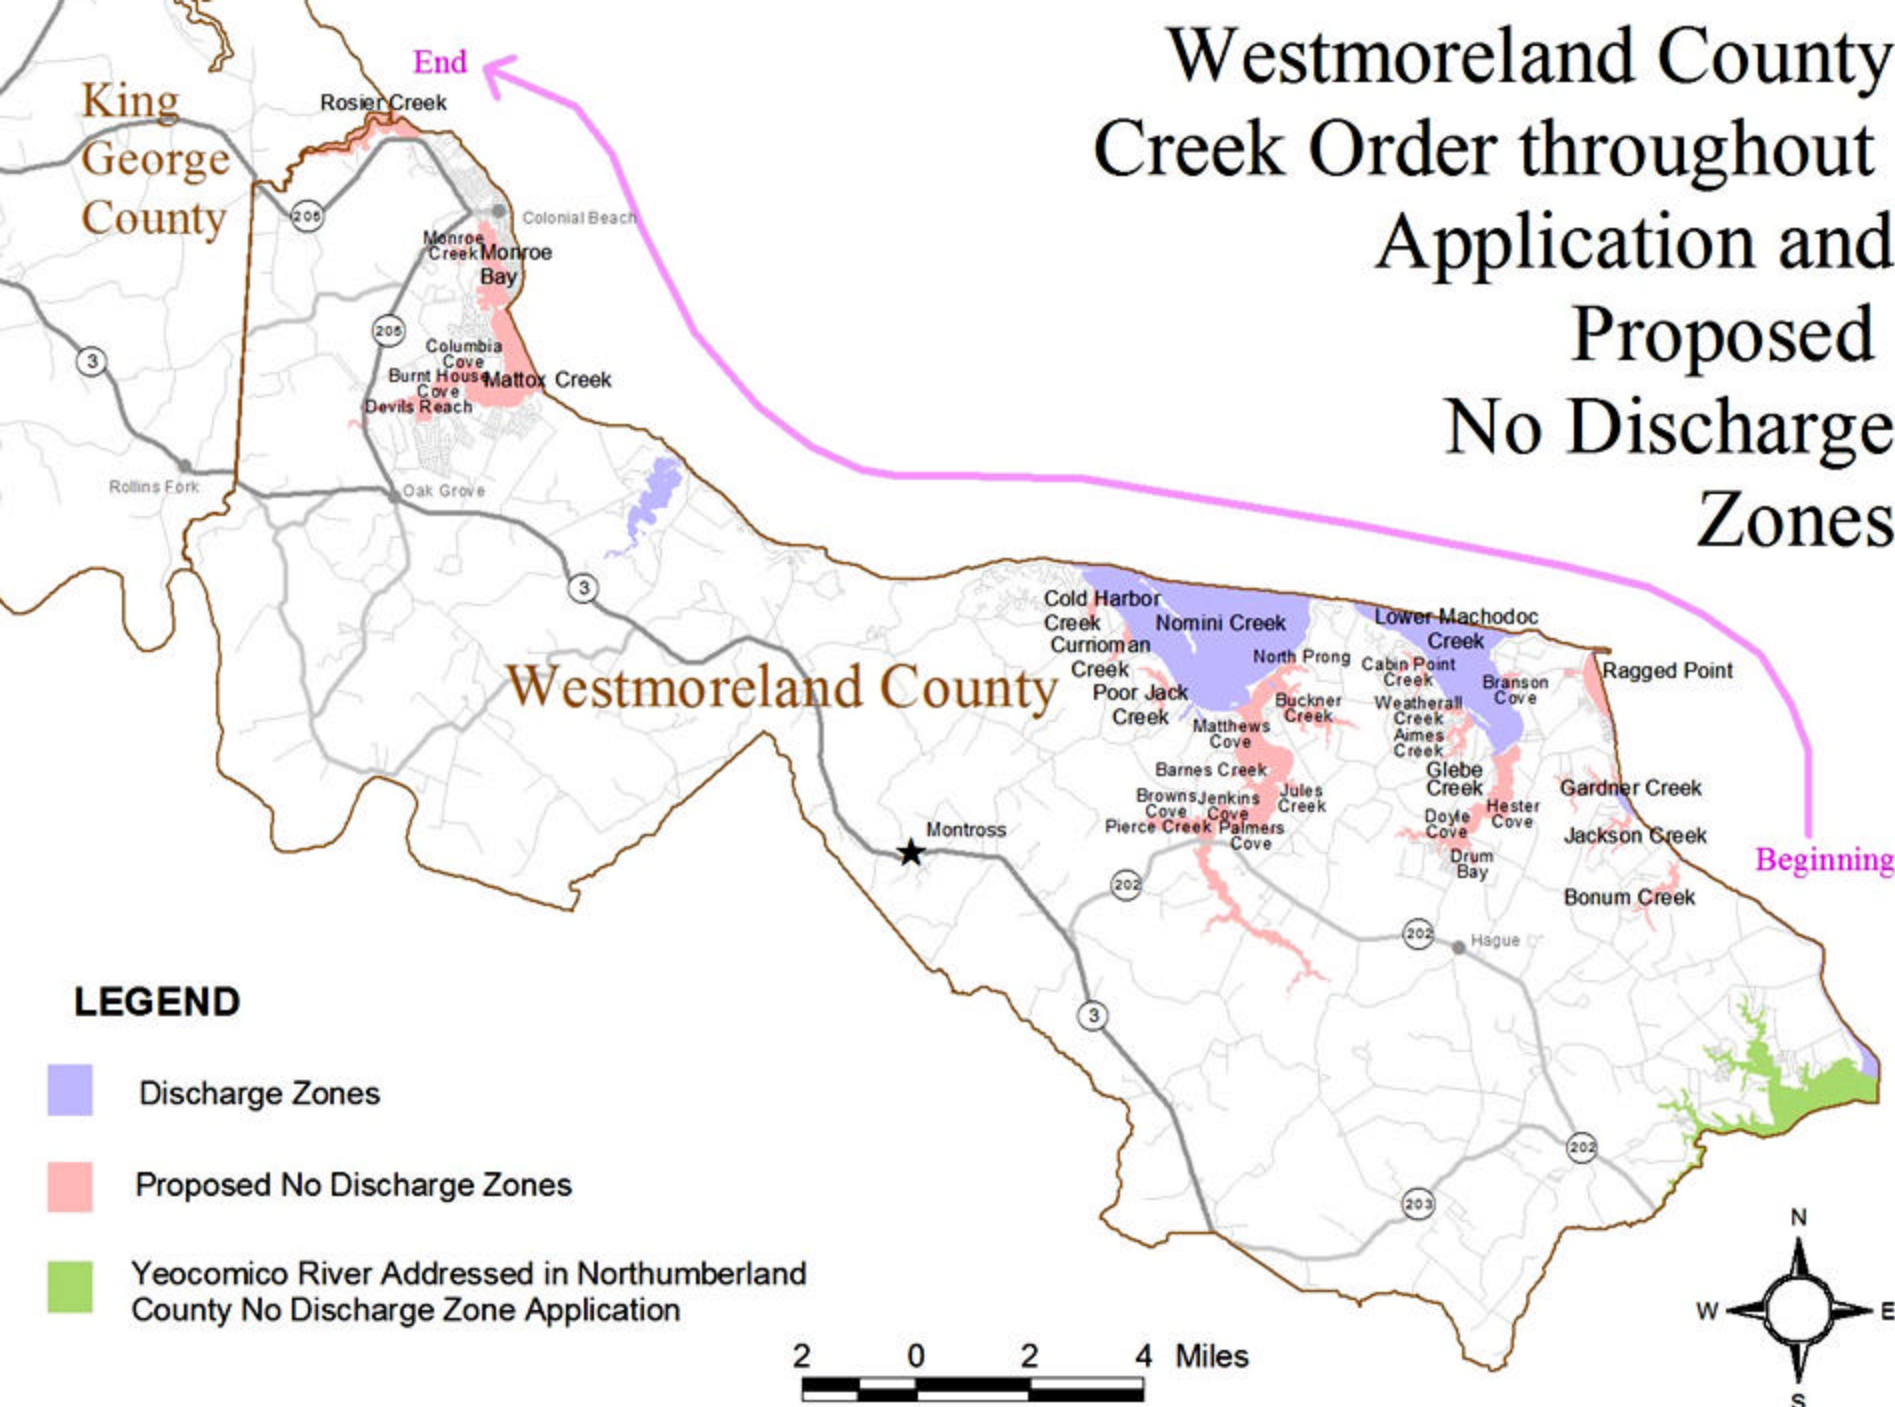 Westmoreland County
Creek Order throughout
Application and
Proposed
No Discharge
Zones
End
King
George
County
Rosier Creek
205
Colonial Beach
Monroe
Creek
Monroe
Bay
205
3
Columbia
Cove
Burnt House
Cove
Mattox Creek
Devils Reach
Rollins Fork
Oak Grove
3
Westmoreland County
Cold Harbor
Creek
Nomini Creek
Currioman
Creek
Poor Jack
Creek
North Prong
Buckner
Creek
Matthews
Cove
Barnes Creek
Browns
Cove
Jenkins
Cove
Jules
Creek
Pierce Creek
Palmers
Cove
Lower Machodoc
Creek
Cabin Point
Creek
Branson
Cove
Weatherall
Creek
Aimes
Creek
Glebe
Creek
Hester
Cove
Doyle
Cove
Drum
Bay
Ragged Point
Gardner Creek
Jackson Creek
Bonum Creek
Beginning
Montross
202
202
Hague
3
202
203
LEGEND
Discharge Zones
Proposed No Discharge Zones
Yeocomico River Addressed in Northumberland
County No Discharge Zone Application
2 0 2 4 Miles
N
W E
S